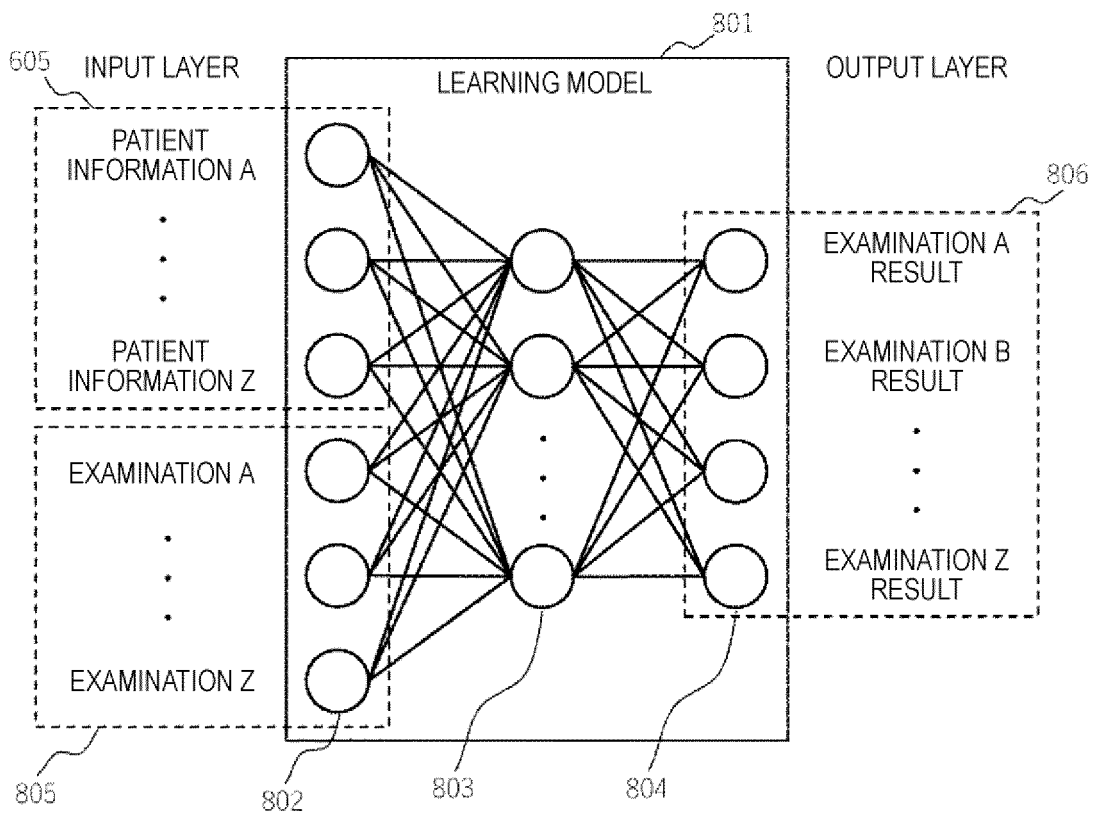 801
605
INPUT LAYER
LEARNING MODEL
OUTPUT LAYER
PATIENT
INFORMATION A
806
EXAMINATION A
RESULT
PATIENT
INFORMATION Z
EXAMINATION B
RESULT
EXAMINATION A
EXAMINATION Z
RESULT
EXAMINATION Z
805
802
803
804